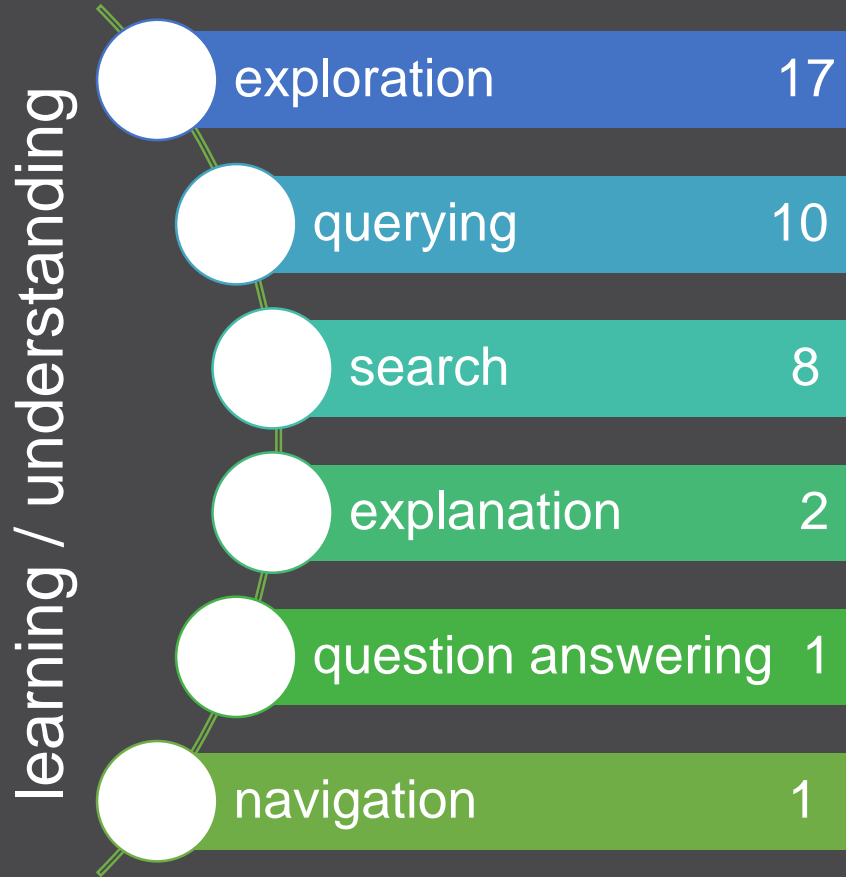 learning / understanding
exploration 17
querying 10
search 8
explanation 2
question answering 1
navigation 1